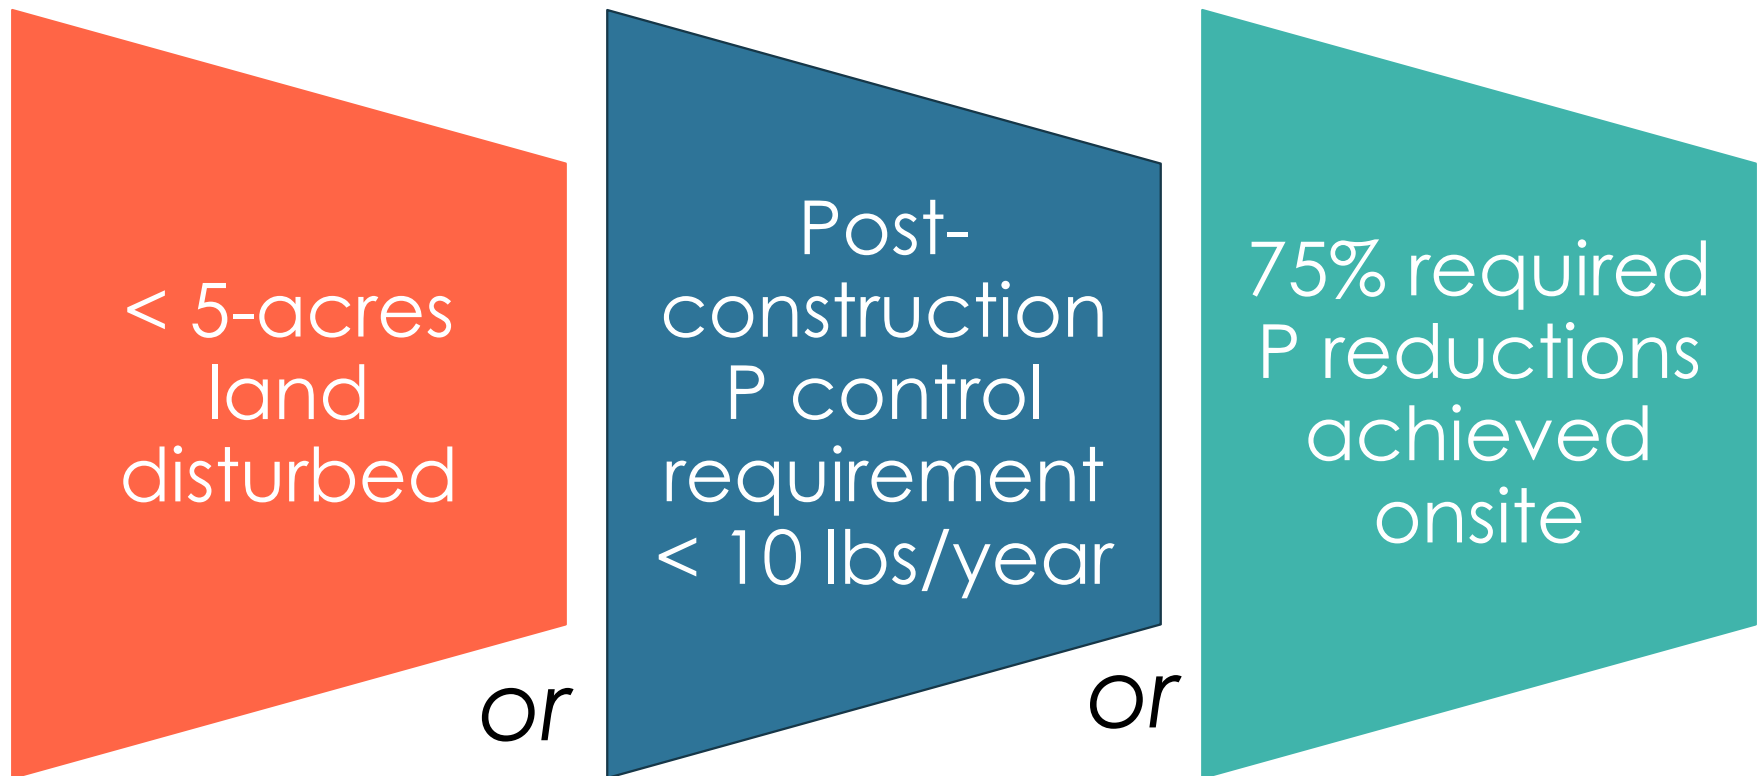 < 5-acres
land
disturbed
or
Post-
construction
P control
requirement
< 10 lbs/year
or
75% required
P reductions
achieved
onsite